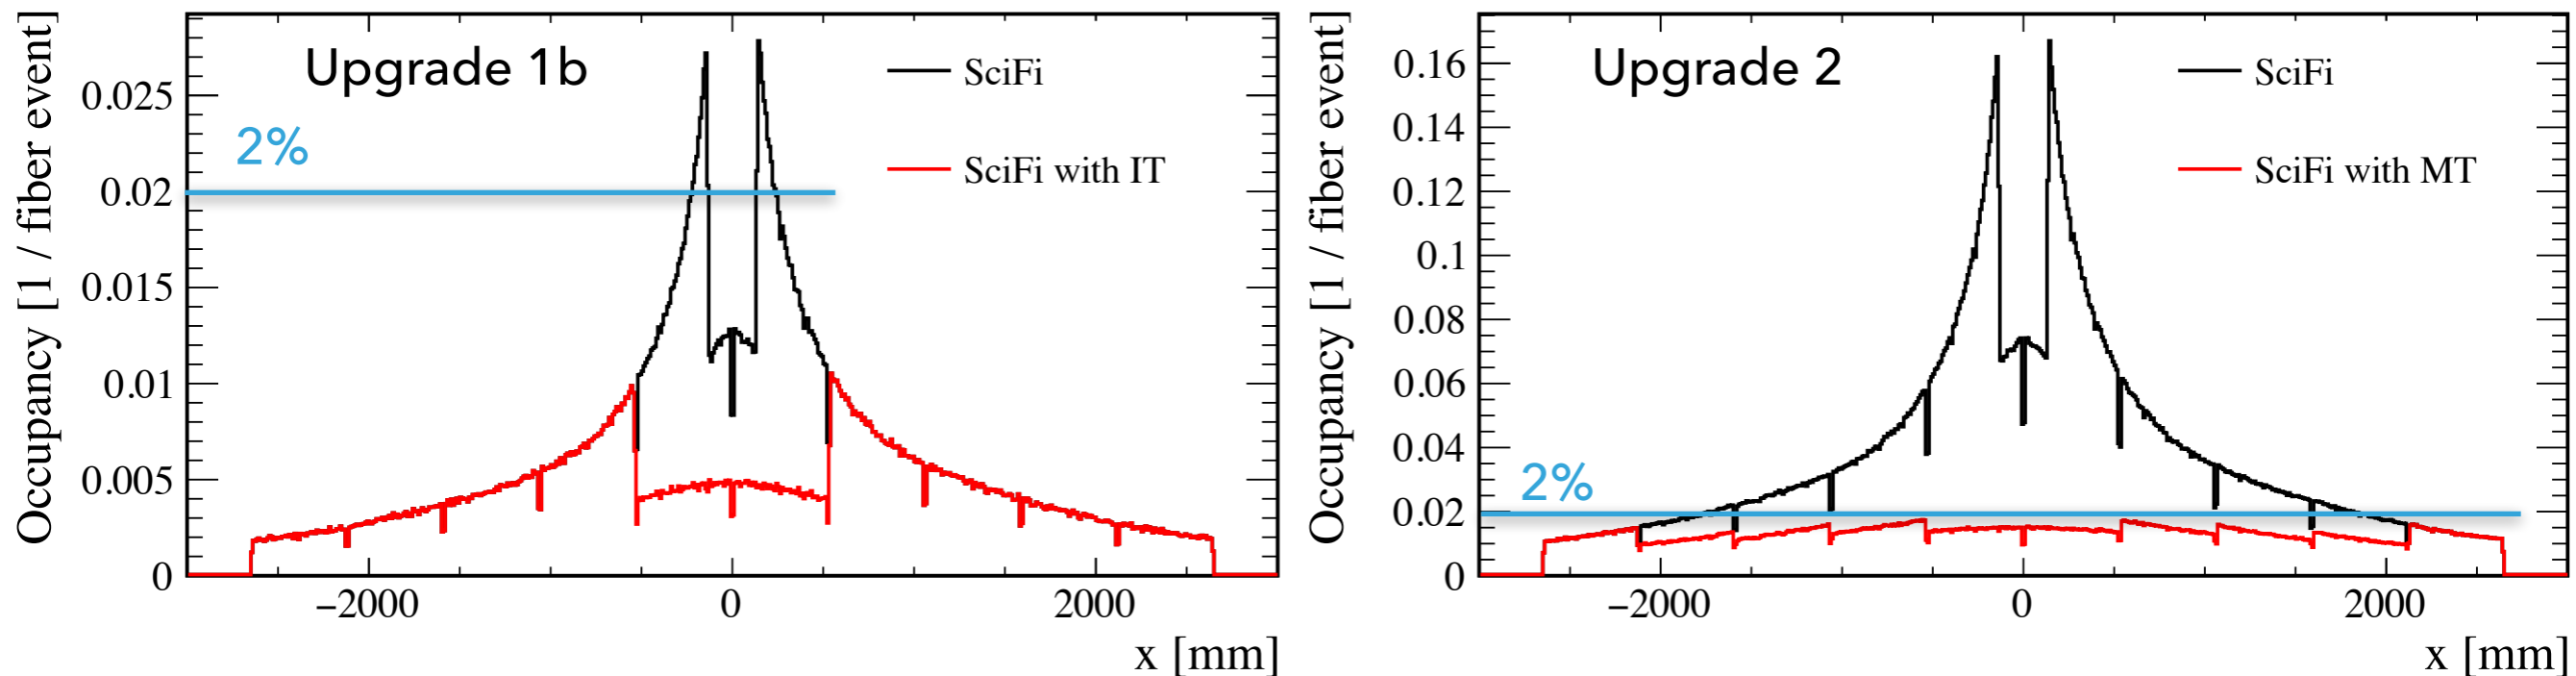 Upgrade 1b
SciFi
SciFi with IT
2%
Occupancy [1 / fiber event]
0.025
0.02
0.015
0.01
0.005
0
−2000
0
2000
x [mm]
Upgrade 2
SciFi
SciFi with MT
2%
Occupancy [1 / fiber event]
0.16
0.14
0.12
0.1
0.08
0.06
0.04
0.02
0
−2000
0
2000
x [mm]